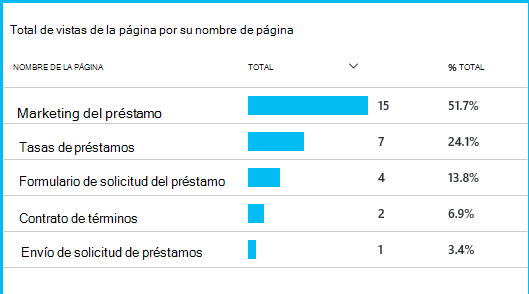 Total de vistas de la página por su nombre de página
NOMBRE DE LA PÁGINA TOTAL % TOTAL
Marketing del préstamo 15 51.7%
Tasas de préstamos 7 24.1%
Formulario de solicitud del préstamo 4 13.8%
Contrato de términos 2 6.9%
Envío de solicitud de préstamos 1 3.4%